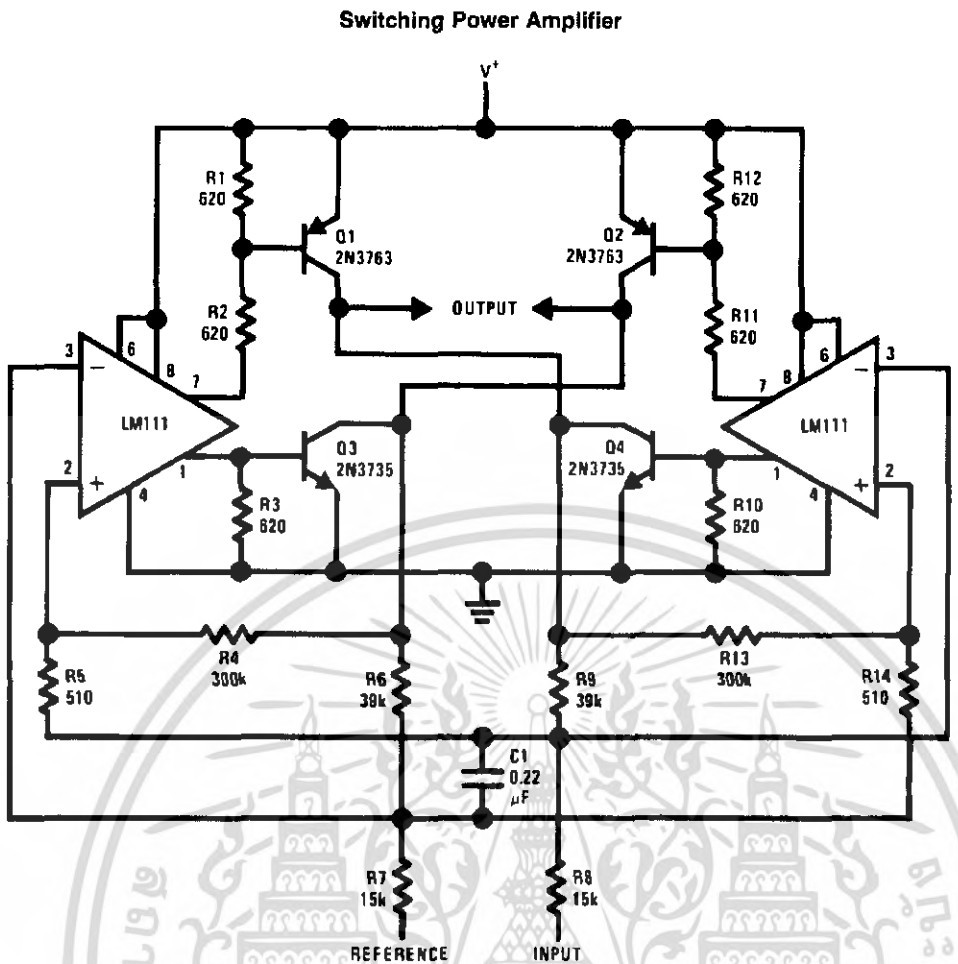 Switching Power Amplifier
V+
R1
620
R12
620
Q1
2N3763
Q2
2N3763
R2
620
OUTPUT
R11
620
3
6
8
7
−
LM111
2
+
1
4
7
8
6
3
−
LM111
1
4
2
+
Q3
2N3735
Q4
2N3735
R3
620
R10
620
R4
300k
R13
300k
R5
510
R6
39k
R9
39k
R14
510
C1
0.22
µF
R7
15k
R8
15k
REFERENCE
INPUT